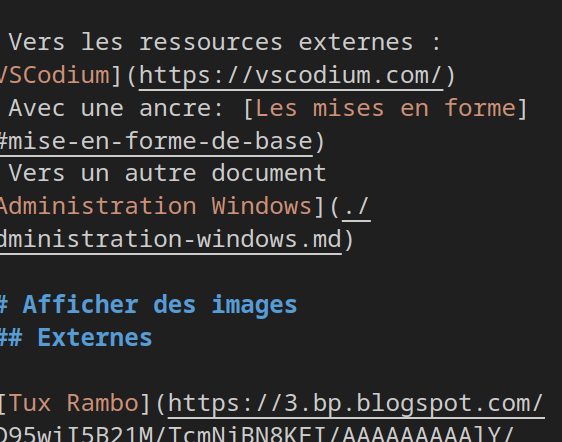 Vers les ressources externes :
VSCodium](https://vscodium.com/)
Avec une ancre: [Les mises en forme]
#mise-en-forme-de-base)
Vers un autre document
Administration Windows](./
dministration-windows.md)
# Afficher des images
## Externes
[Tux Rambo](https://3.bp.blogspot.com/